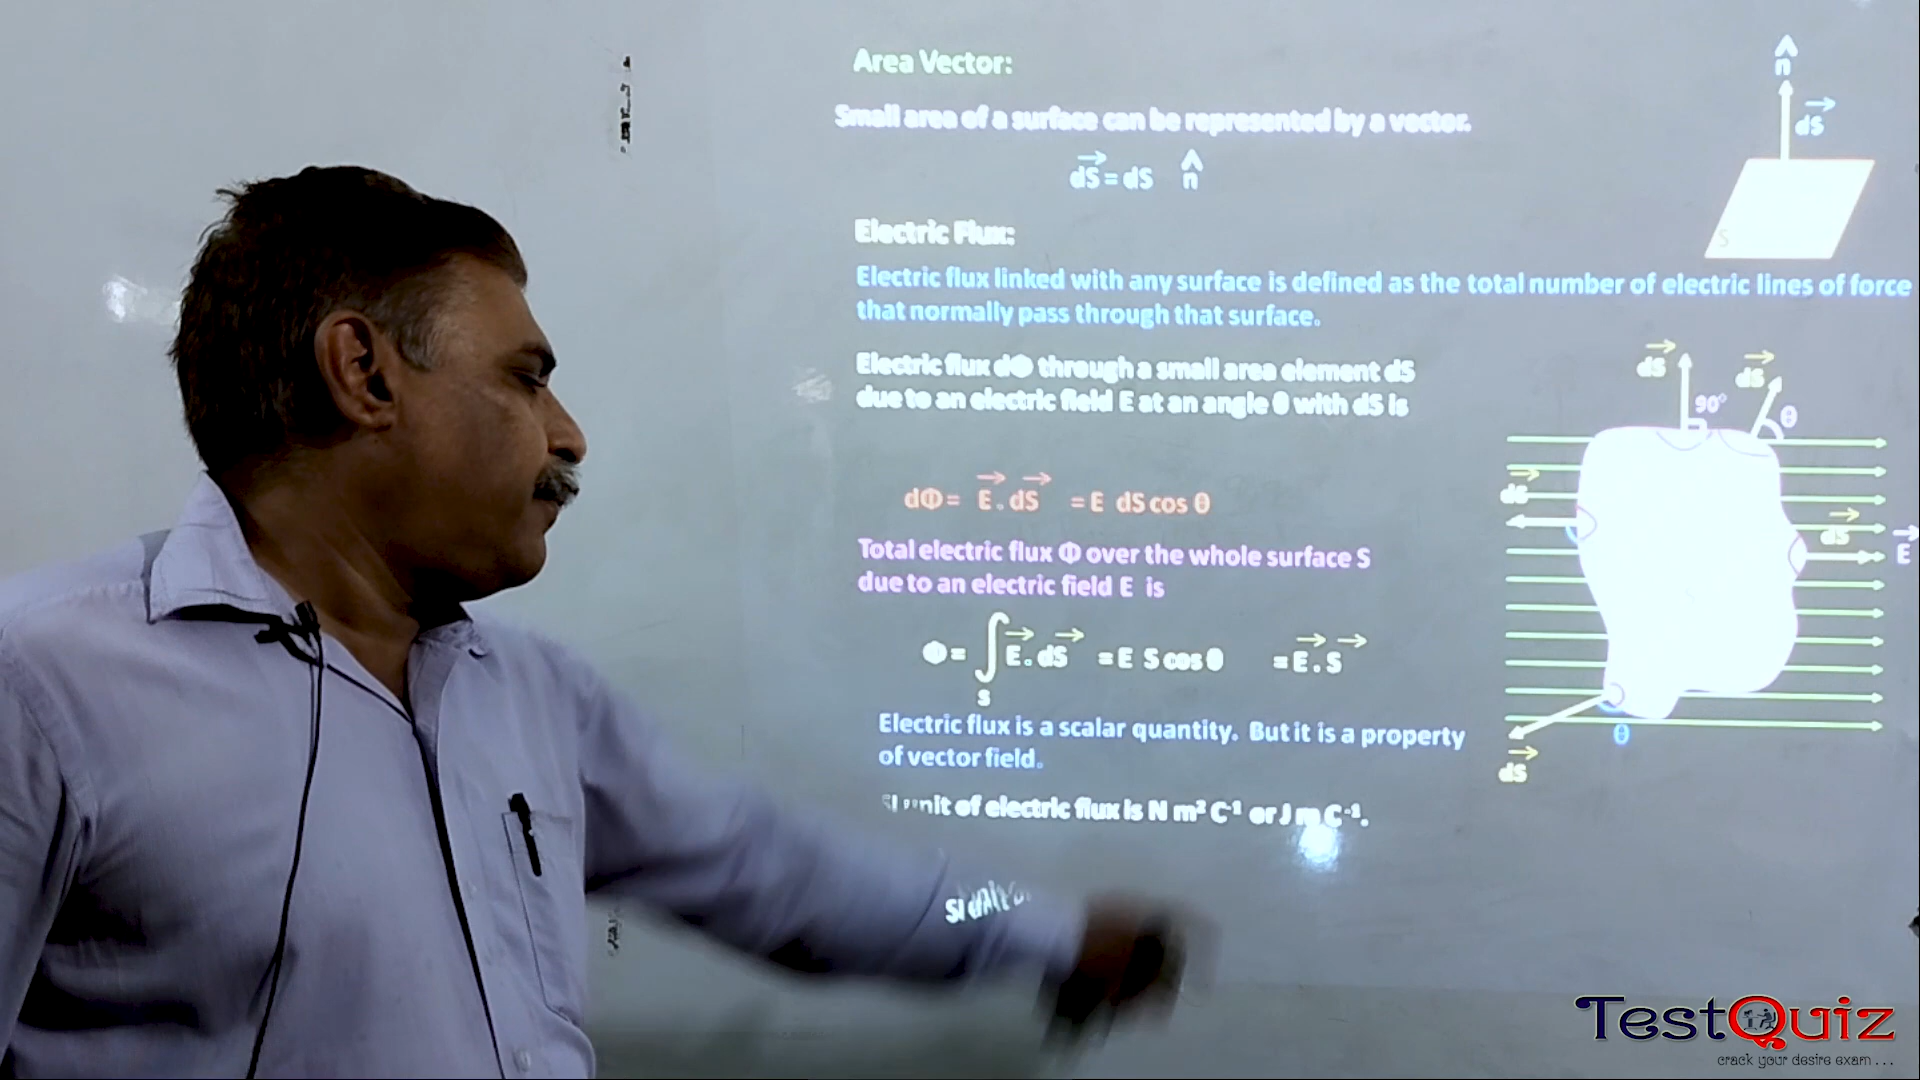 Area Vector:
Small area of a surface can be represented by a vector.
dS = dS n
Electric Flux:
Electric flux linked with any surface is defined as the total number of electric lines of force
that normally pass through that surface.
Electric flux dΦ through a small area element dS
due to an electric field E at an angle θ with dS is
dΦ = E . dS = E dS cos θ
Total electric flux Φ over the whole surface S
due to an electric field E is
Φ = ∫ E . dS = E S cos θ = E . S
S
Electric flux is a scalar quantity. But it is a property
of vector field.
SI unit of electric flux is N m² C⁻¹ or J m C⁻¹.
n
dS
S
dS
dS
90°
θ
dS
dS
E
θ
dS
TestQuiz
crack your desire exam . . .